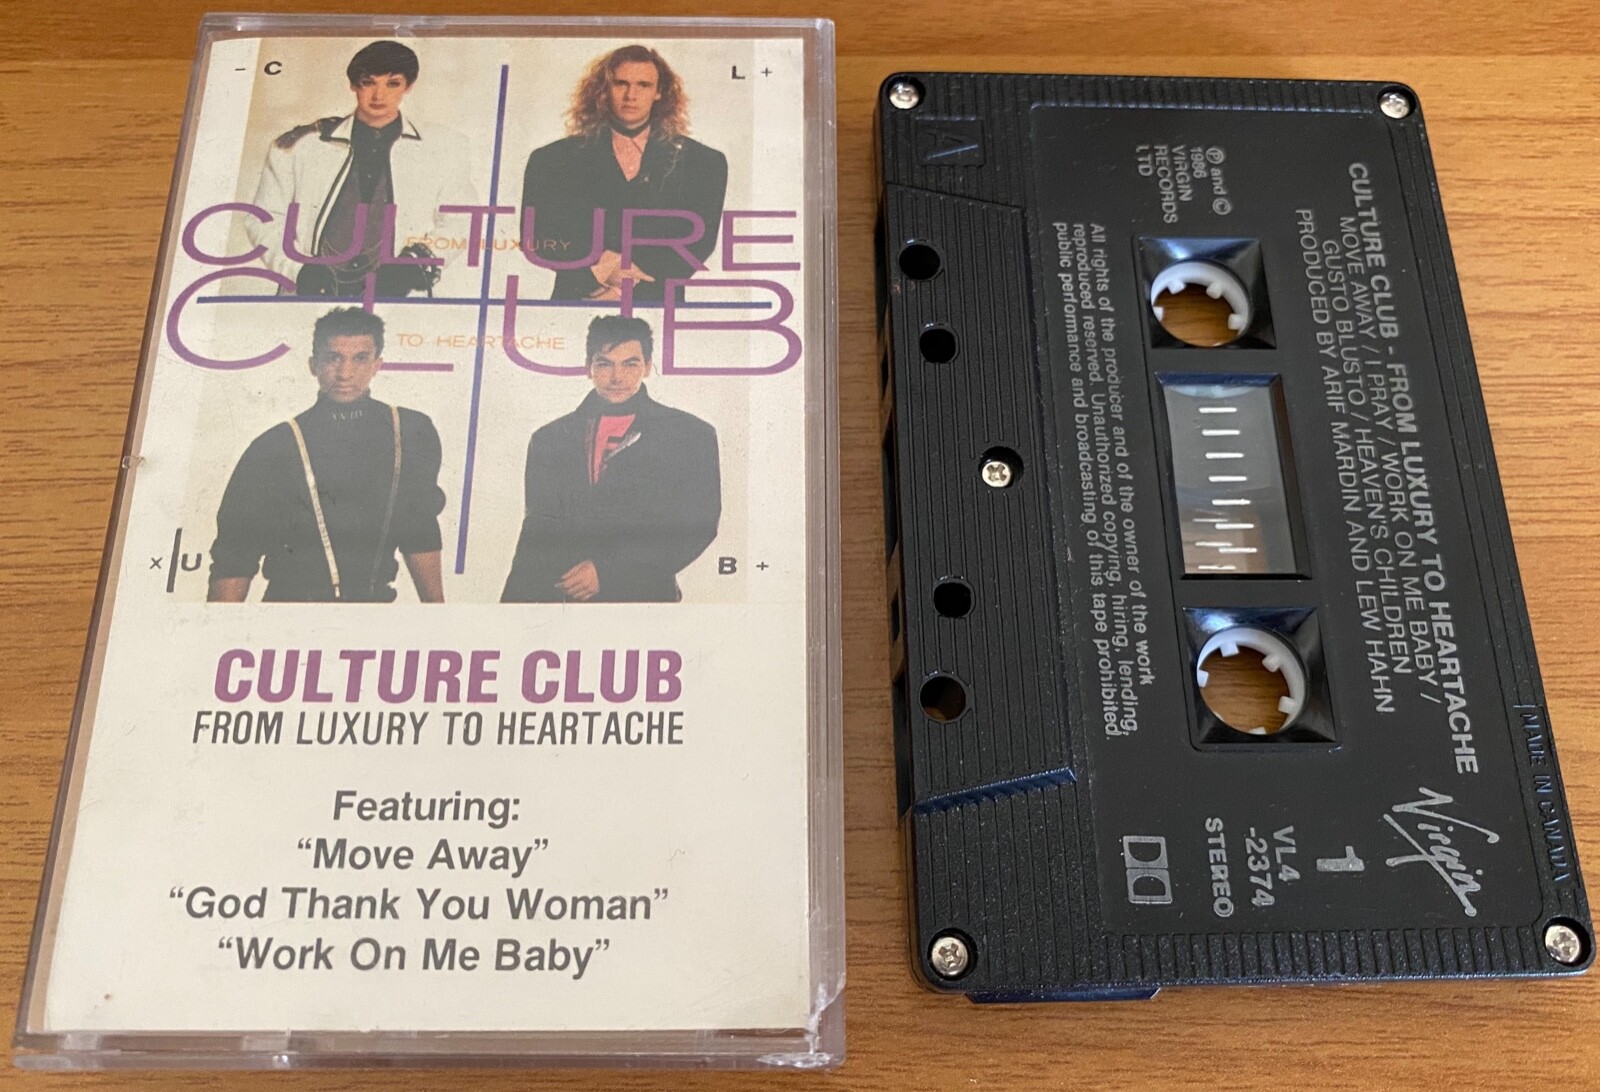 - C
L +
CULTURE
FROM LUXURY
CLUB
TO HEARTACHE
x/U
B +
CULTURE CLUB
FROM LUXURY TO HEARTACHE
Featuring:
“Move Away”
“God Thank You Woman”
“Work On Me Baby”
A
CULTURE CLUB - FROM LUXURY TO HEARTACHE
MOVE AWAY / I PRAY / WORK ON ME BABY /
GUSTO BLUSTO / HEAVEN'S CHILDREN
PRODUCED BY ARIF MARDIN AND LEW HAHN
Ⓟ and ©
1986
VIRGIN
RECORDS
LTD
All rights of the producer and of the owner of the work
reproduced reserved. Unauthorized copying, hiring, lending,
public performance and broadcasting of this tape prohibited.
Virgin
1
VL4
-2374
STEREO
MADE IN CANADA